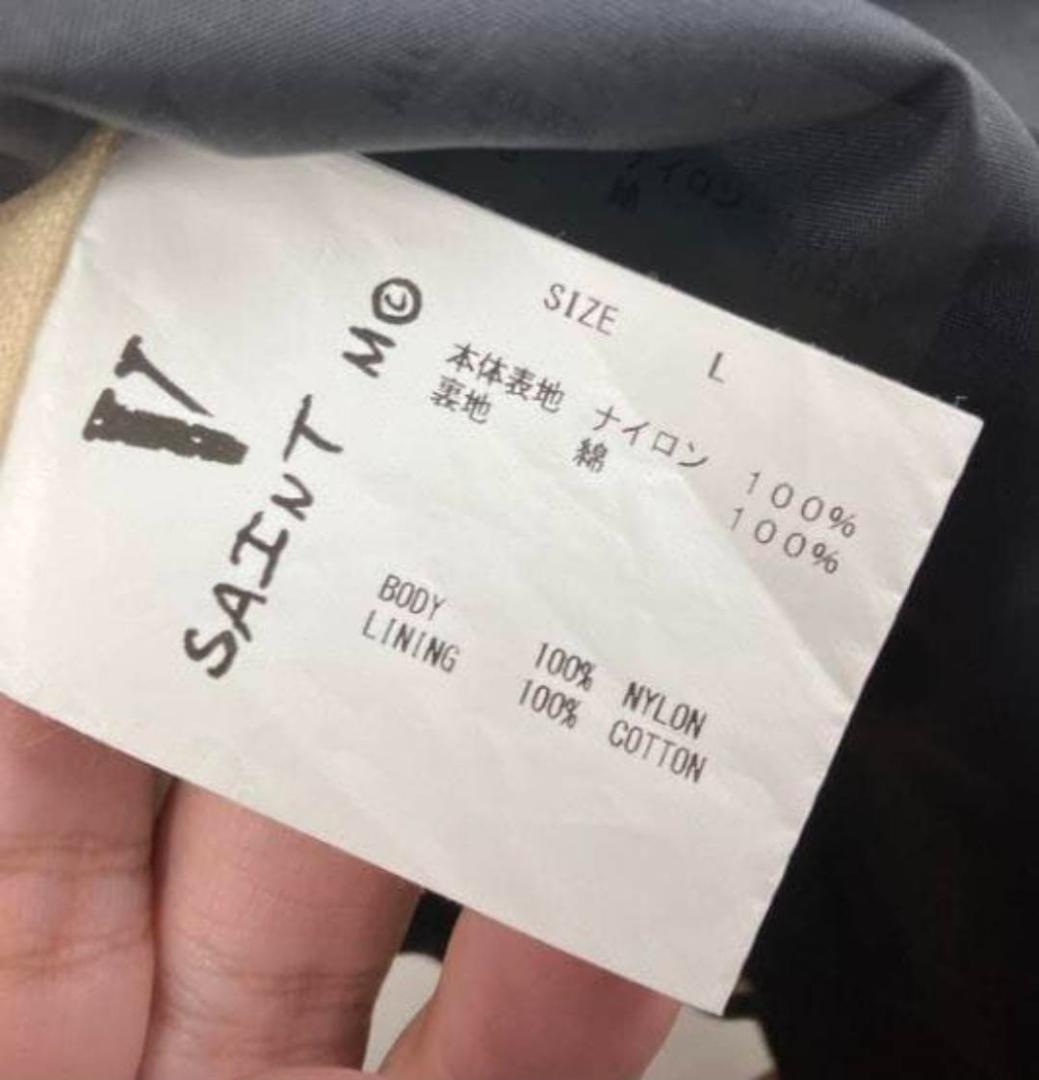 V
SAINT M©
SIZE L
本体表地 ナイロン 100%
裏地 綿 100%
BODY 100% NYLON
LINING 100% COTTON